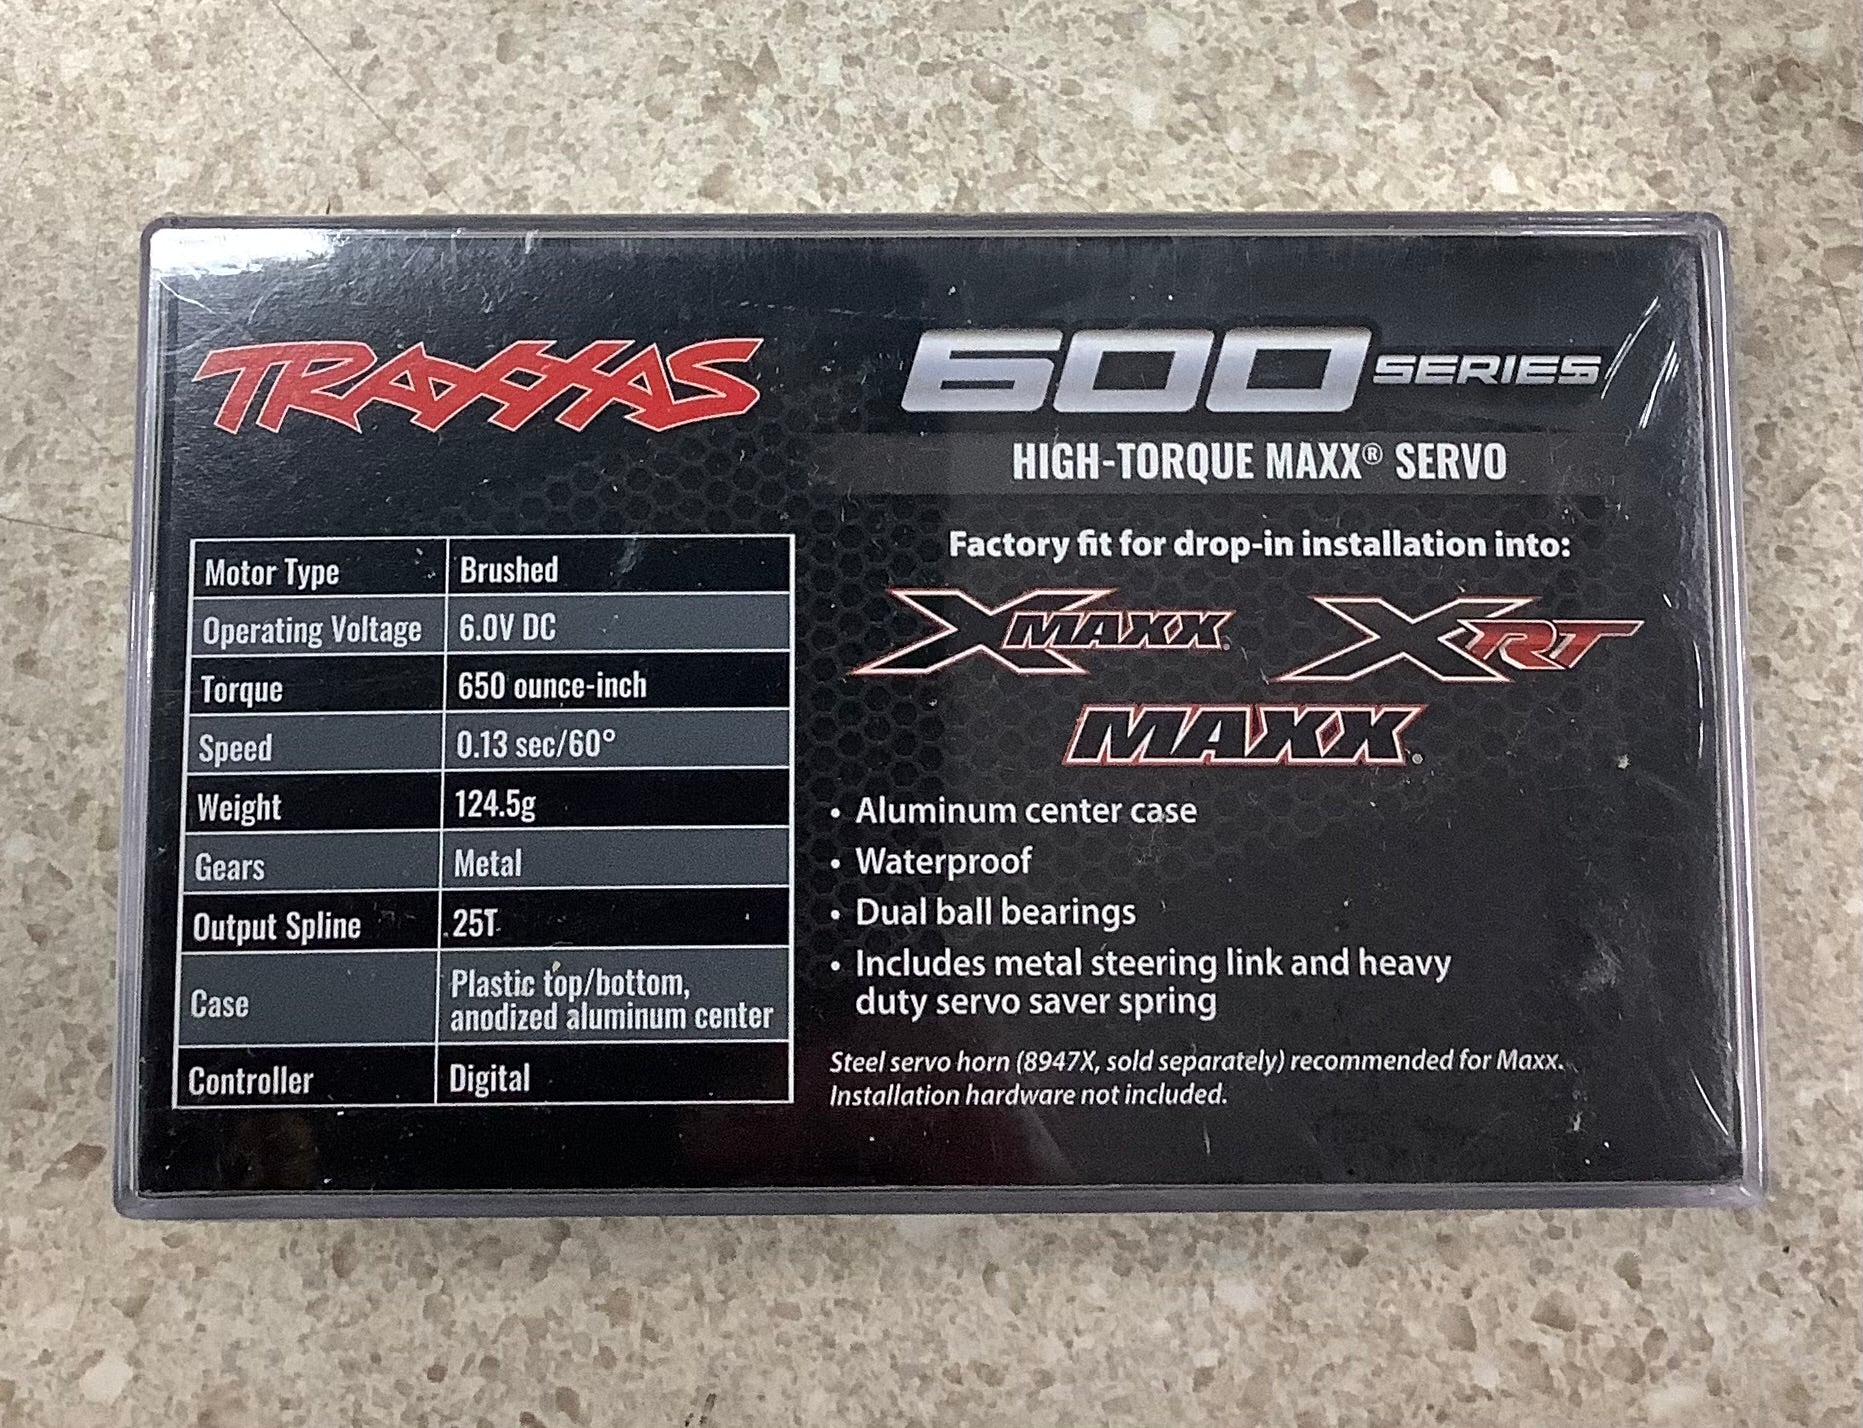 TRAXXAS
600 SERIES
HIGH-TORQUE MAXX® SERVO
Motor Type Brushed
Operating Voltage 6.0V DC
Torque 650 ounce-inch
Speed 0.13 sec/60°
Weight 124.5g
Gears Metal
Output Spline 25T
Case Plastic top/bottom,
anodized aluminum center
Controller Digital
Factory fit for drop-in installation into:
X MAXX® XRT
MAXX®
• Aluminum center case
• Waterproof
• Dual ball bearings
• Includes metal steering link and heavy
duty servo saver spring
Steel servo horn (8947X, sold separately) recommended for Maxx.
Installation hardware not included.